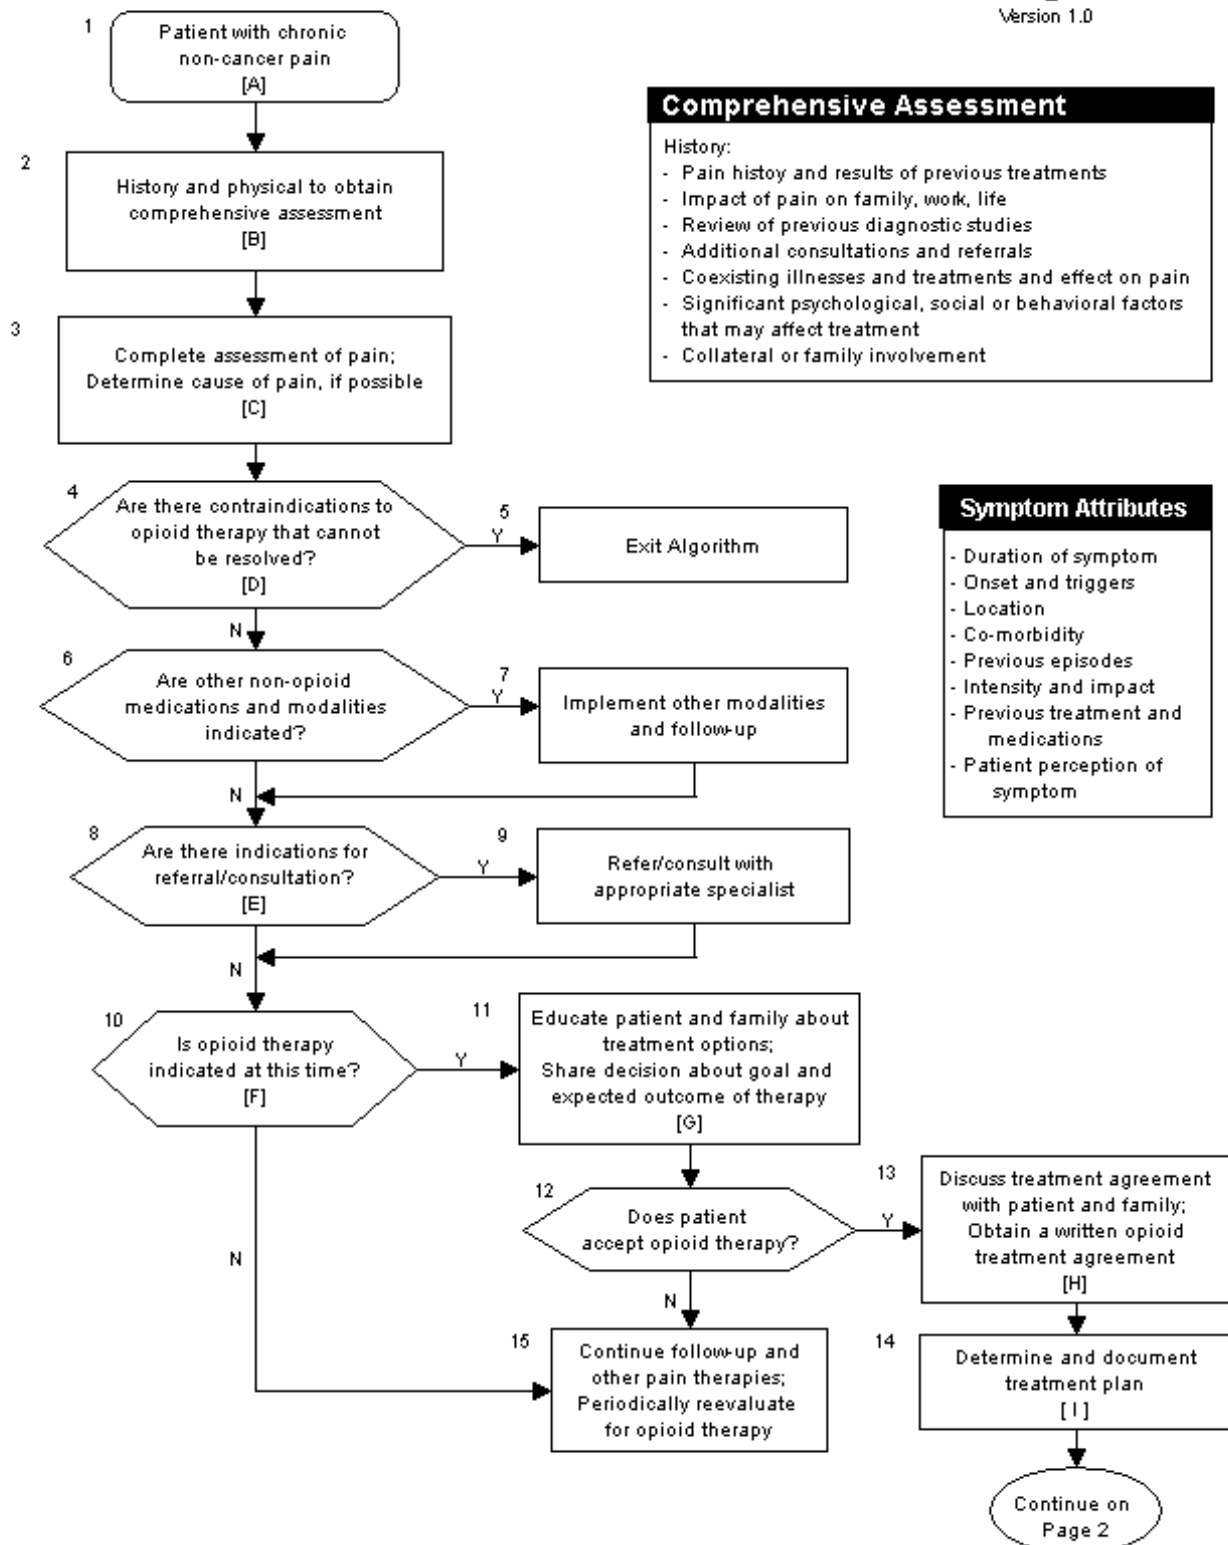 Version 1.0
1
Patient with chronic
non-cancer pain
[A]
2
History and physical to obtain
comprehensive assessment
[B]
3
Complete assessment of pain;
Determine cause of pain, if possible
[C]
Comprehensive Assessment
History:
- Pain histoy and results of previous treatments
- Impact of pain on family, work, life
- Review of previous diagnostic studies
- Additional consultations and referrals
- Coexisting illnesses and treatments and effect on pain
- Significant psychological, social or behavioral factors
that may affect treatment
- Collateral or family involvement
4
Are there contraindications to
opioid therapy that cannot
be resolved?
[D]
Y
5
Exit Algorithm
N
Symptom Attributes
- Duration of symptom
- Onset and triggers
- Location
- Co-morbidity
- Previous episodes
- Intensity and impact
- Previous treatment and
medications
- Patient perception of
symptom
6
Are other non-opioid
medications and modalities
indicated?
Y
7
Implement other modalities
and follow-up
N
8
Are there indications for
referral/consultation?
[E]
Y
9
Refer/consult with
appropriate specialist
N
10
Is opioid therapy
indicated at this time?
[F]
Y
11
Educate patient and family about
treatment options;
Share decision about goal and
expected outcome of therapy
[G]
N
12
Does patient
accept opioid therapy?
Y
13
Discuss treatment agreement
with patient and family;
Obtain a written opioid
treatment agreement
[H]
N
15
Continue follow-up and
other pain therapies;
Periodically reevaluate
for opioid therapy
14
Determine and document
treatment plan
[I]
Continue on
Page 2